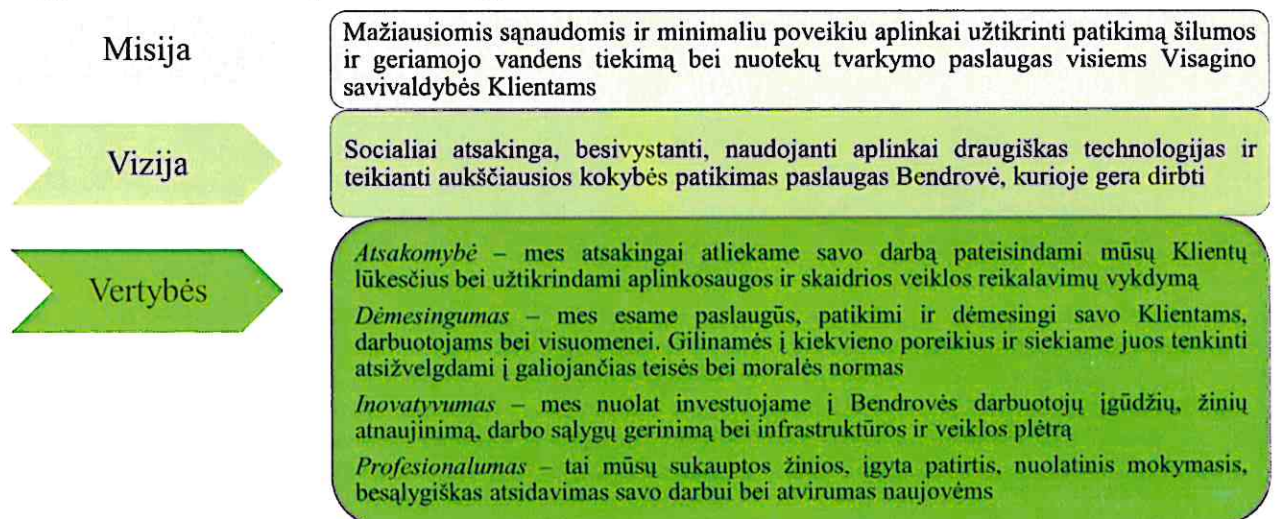 Misija
Mažiausiomis sąnaudomis ir minimaliu poveikiu aplinkai užtikrinti patikimą šilumos
ir geriamojo vandens tiekimą bei nuotekų tvarkymo paslaugas visiems Visagino
savivaldybės Klientams
Vizija
Socialiai atsakinga, besivystanti, naudojanti aplinkai draugiškas technologijas ir
teikianti aukščiausios kokybės patikimas paslaugas Bendrovė, kurioje gera dirbti
Vertybės
Atsakomybė – mes atsakingai atliekame savo darbą pateisindami mūsų Klientų
lūkesčius bei užtikrindami aplinkosaugos ir skaidrios veiklos reikalavimų vykdymą
Dėmesingumas – mes esame paslaugūs, patikimi ir dėmesingi savo Klientams,
darbuotojams bei visuomenei. Gilinamės į kiekvieno poreikius ir siekiame juos tenkinti
atsižvelgdami į galiojančias teisės bei moralės normas
Inovatyvumas – mes nuolat investuojame į Bendrovės darbuotojų įgūdžių, žinių
atnaujinimą, darbo sąlygų gerinimą bei infrastruktūros ir veiklos plėtrą
Profesionalumas – tai mūsų sukauptos žinios, įgyta patirtis, nuolatinis mokymasis,
besąlygiškas atsidavimas savo darbui bei atvirumas naujovėms